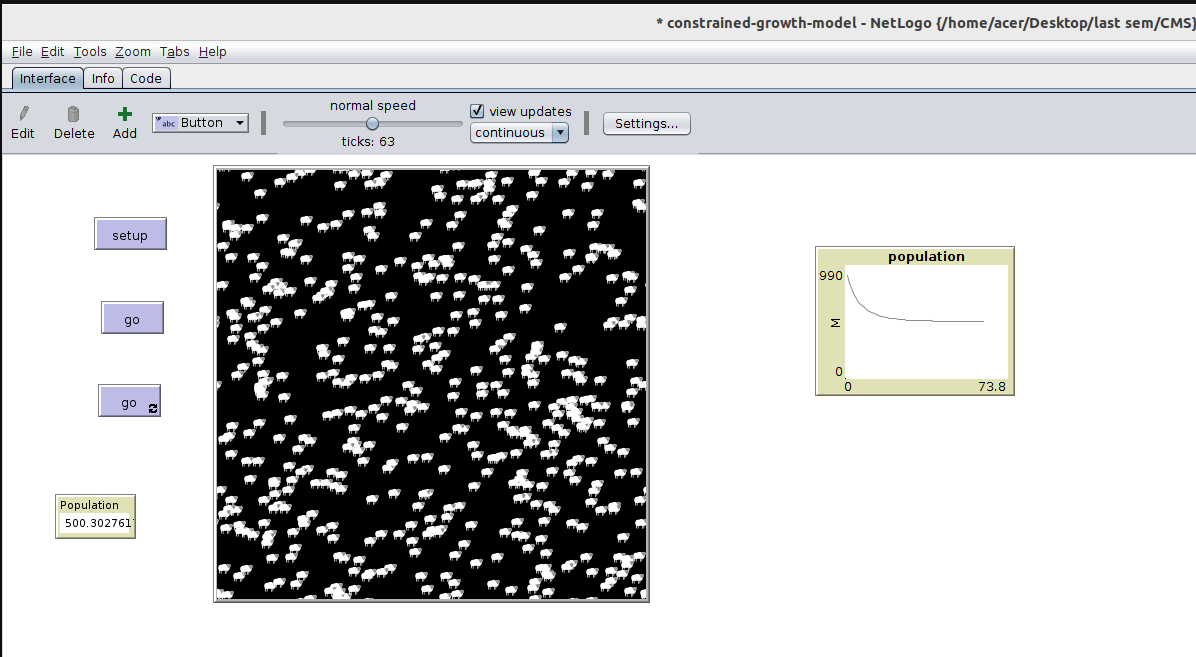 * constrained-growth-model - NetLogo {/home/acer/Desktop/last sem/CMS}
File Edit Tools Zoom Tabs Help
Interface Info Code
normal speed
view updates
Edit Delete Add abc Button continuous Settings...
ticks: 63
setup
go
go
Population
500.302761
population
990
M
0
0 73.8